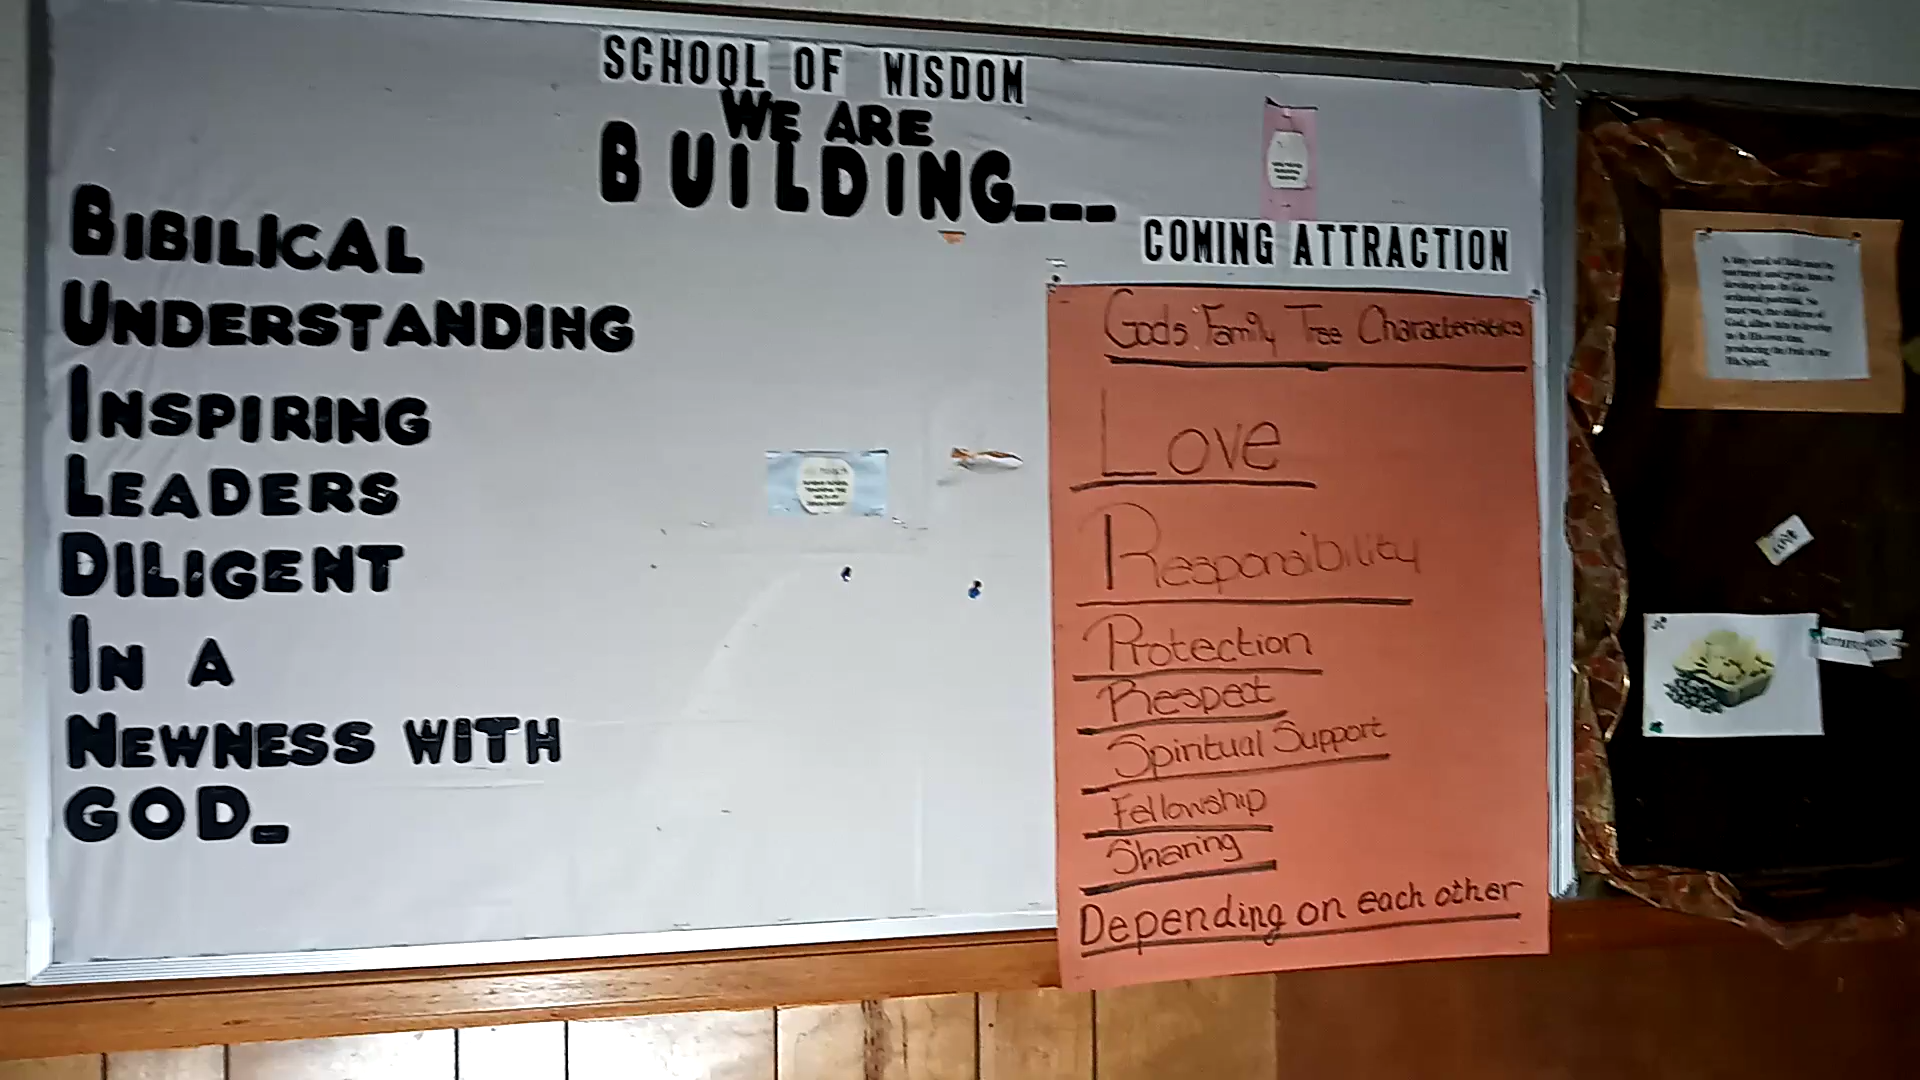 SCHOOL OF WISDOM
WE ARE
BUILDING---
BIBILICAL
UNDERSTANDING
INSPIRING
LEADERS
DILIGENT
IN A
NEWNESS WITH
GOD.
COMING ATTRACTION
Gods Family Tree Characteristics
Love
Responsibility
Protection
Respect
Spiritual Support
Fellowship
Sharing
Depending on each other